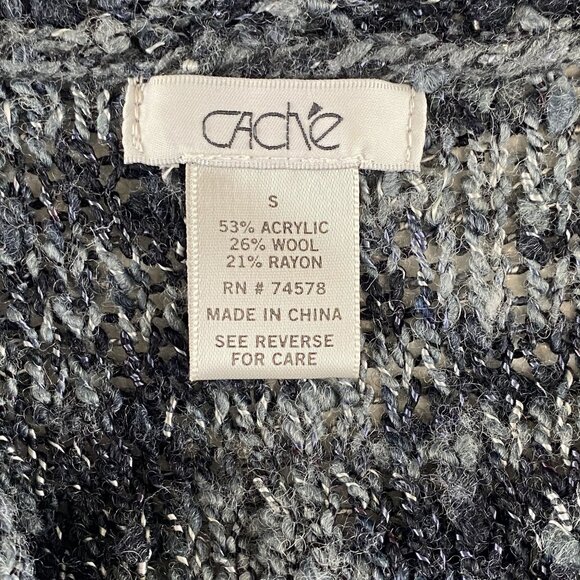 CACHÉ
S
53% ACRYLIC
26% WOOL
21% RAYON
RN # 74578
MADE IN CHINA
SEE REVERSE
FOR CARE